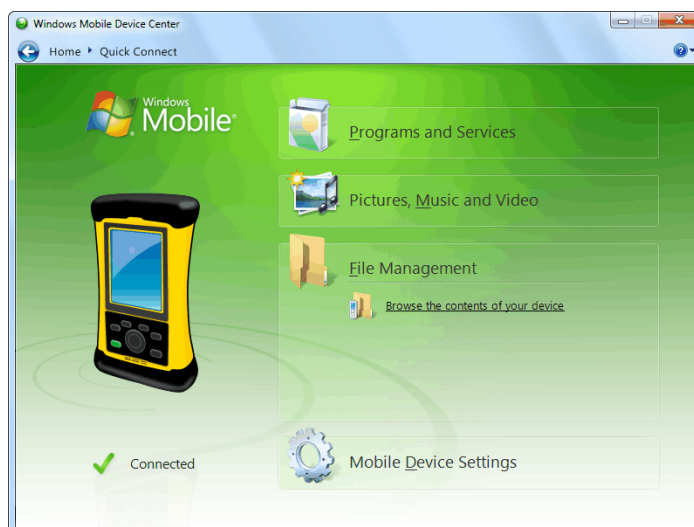 Windows Mobile Device Center
Home Quick Connect
Windows
Mobile®
Programs and Services
Pictures, Music and Video
File Management
Browse the contents of your device
Connected
Mobile Device Settings